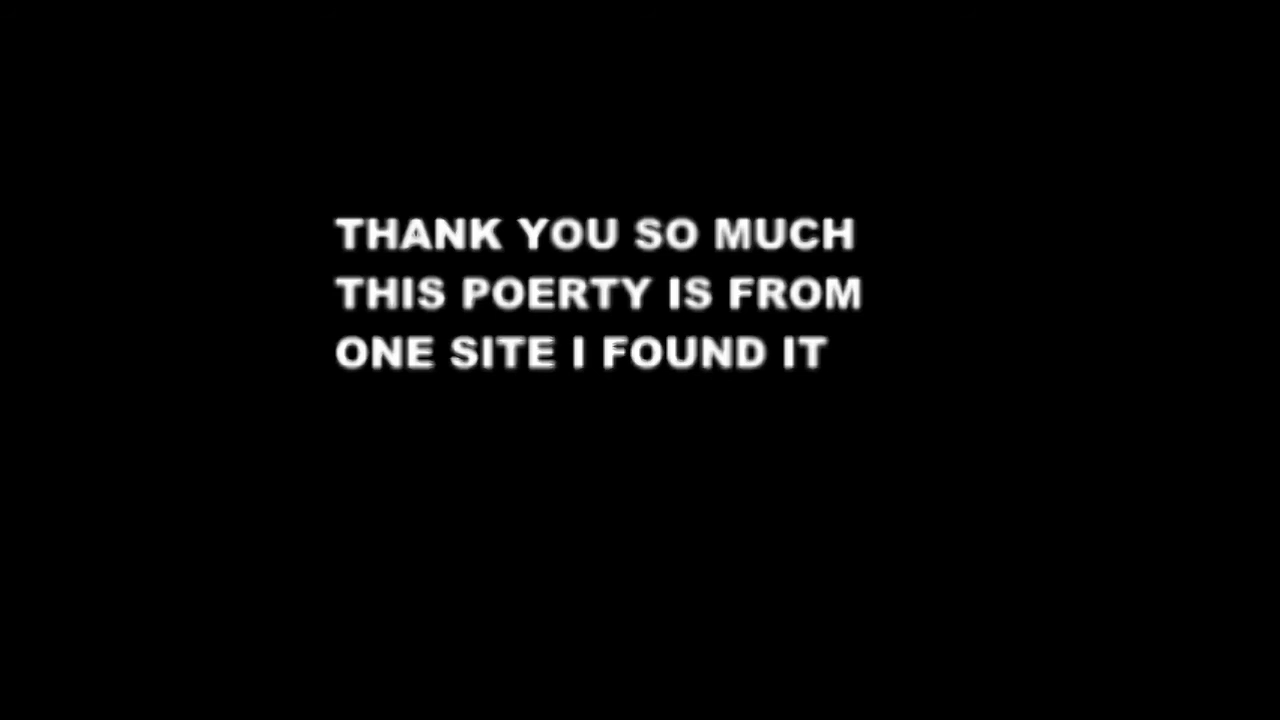 THANK YOU SO MUCH
THIS POERTY IS FROM
ONE SITE I FOUND IT